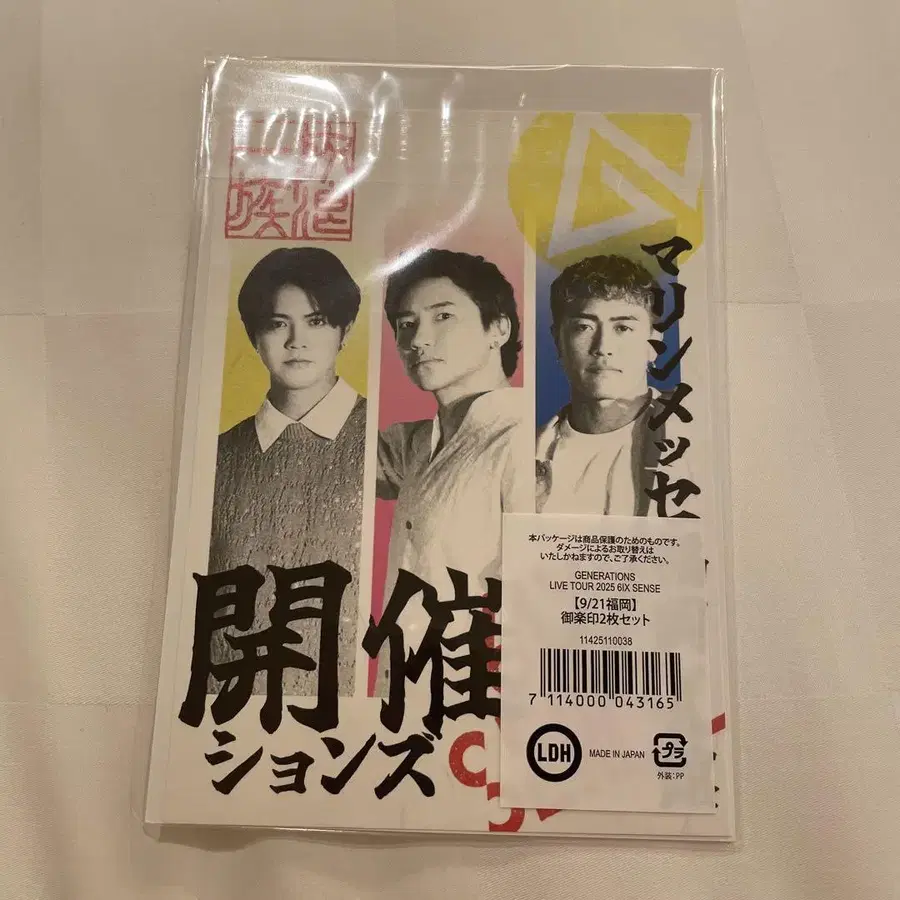 マリンメッセ
開催
ションズ
本パッケージは商品保護のためのものです。
ダメージによるお取り替えは
いたしかねますので、ご了承ください。
GENERATIONS
LIVE TOUR 2025 6IX SENSE
【9/21福岡】
御楽印2枚セット
11425110038
7 114000 043165
LDH
MADE IN JAPAN
プラ
外装:PP